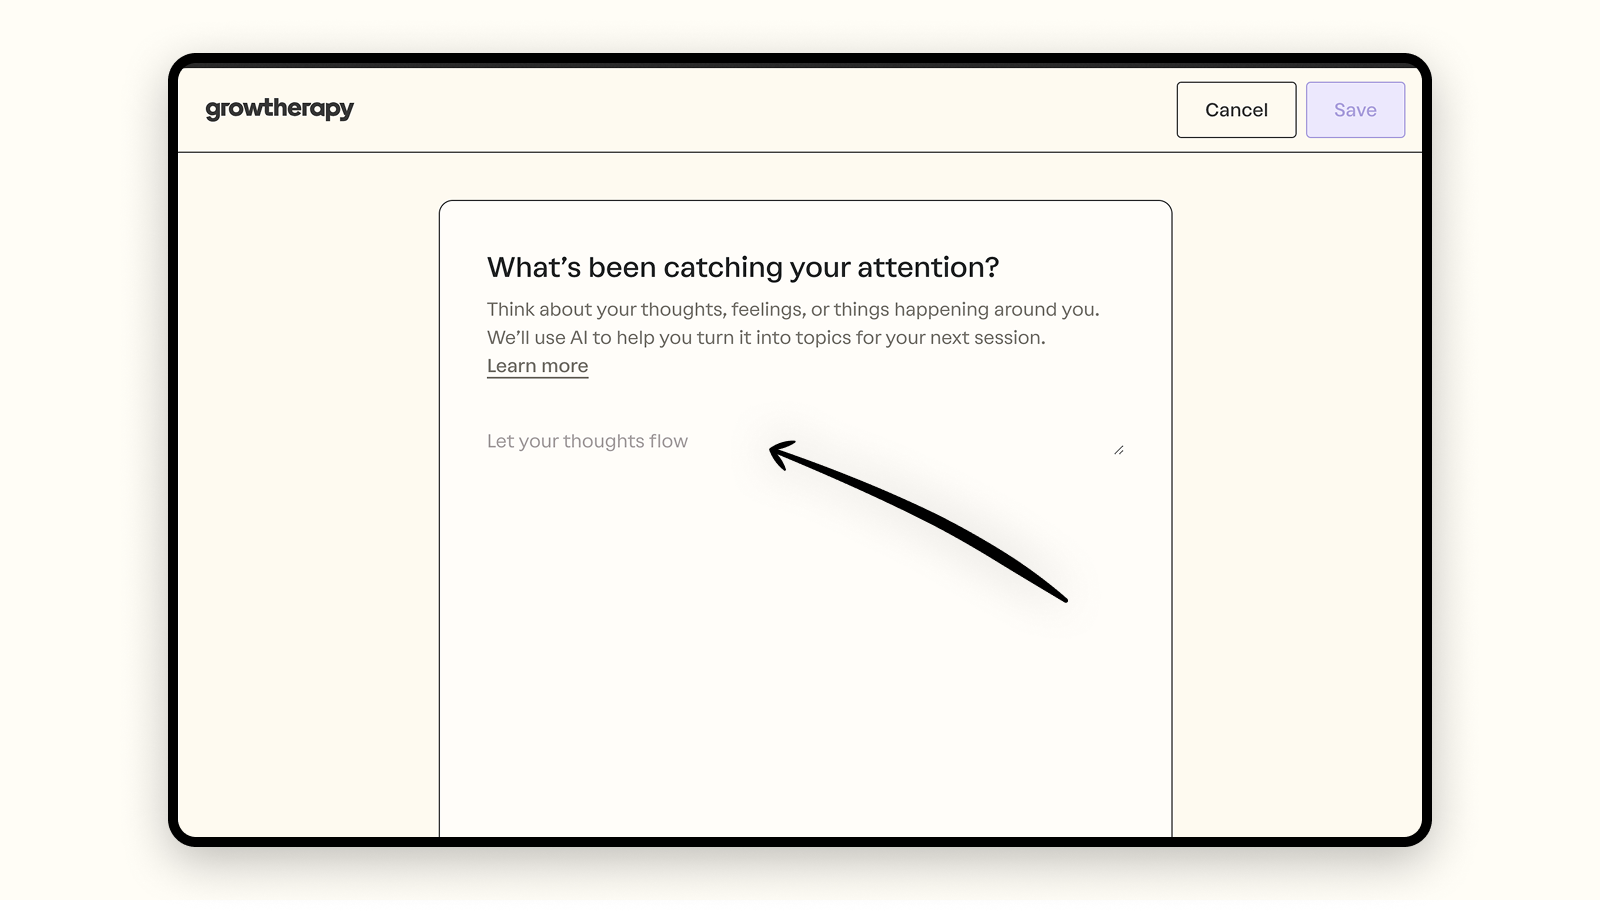 growtherapy
Cancel
Save
What’s been catching your attention?
Think about your thoughts, feelings, or things happening around you.
We’ll use AI to help you turn it into topics for your next session.
Learn more
Let your thoughts flow